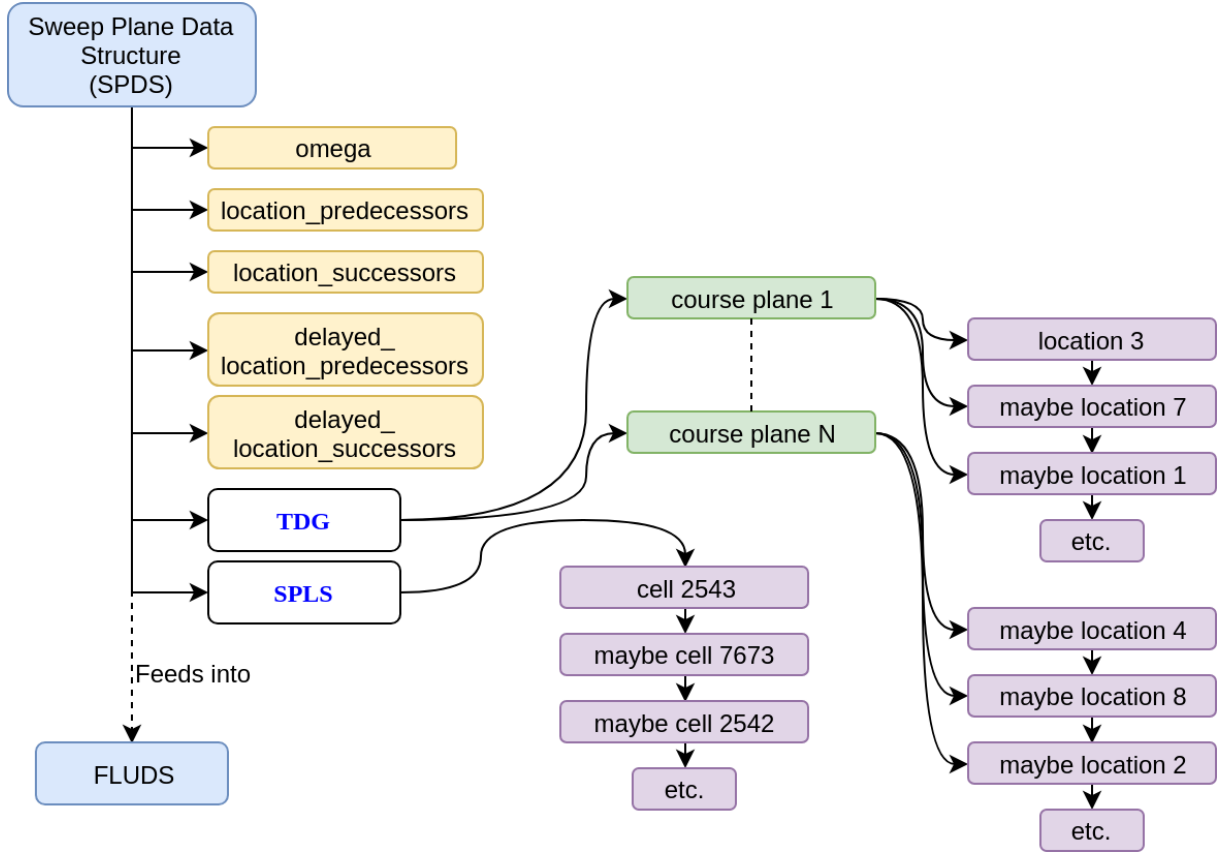 Sweep Plane Data
Structure
(SPDS)
omega
location_predecessors
location_successors
delayed_
location_predecessors
delayed_
location_successors
TDG
SPLS
Feeds into
FLUDS
course plane 1
course plane N
cell 2543
maybe cell 7673
maybe cell 2542
etc.
location 3
maybe location 7
maybe location 1
etc.
maybe location 4
maybe location 8
maybe location 2
etc.